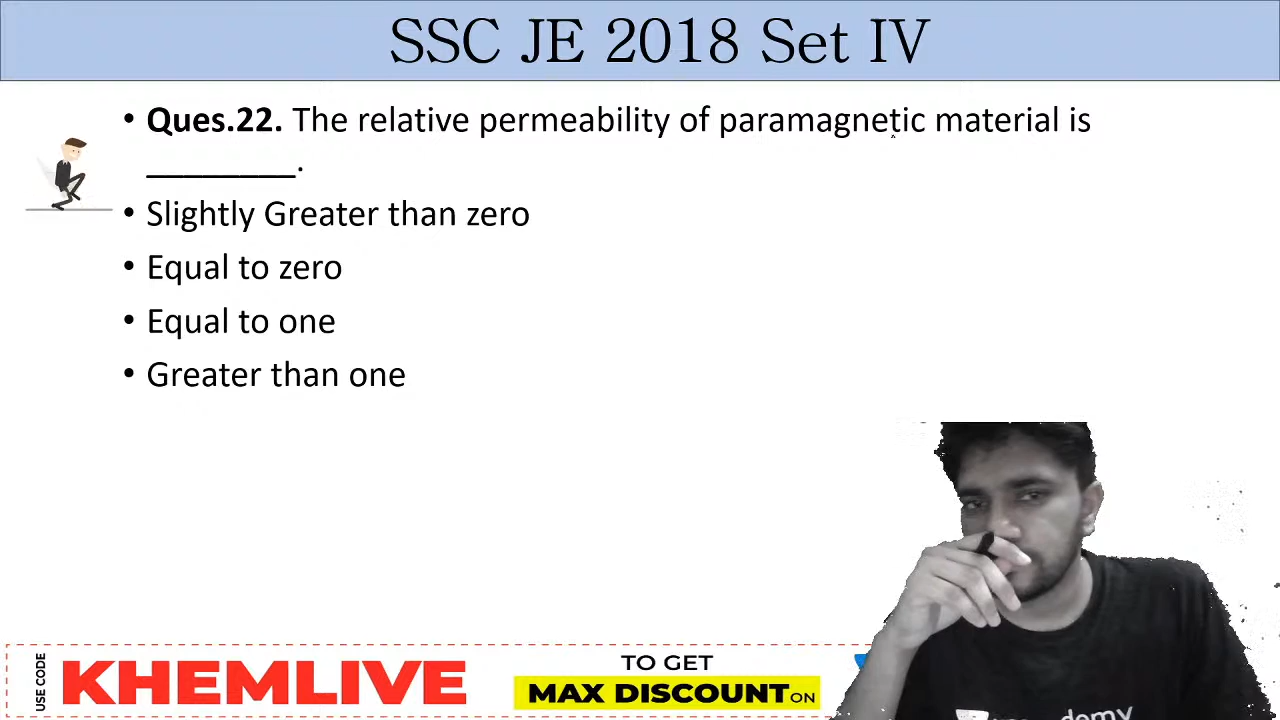 SSC JE 2018 Set IV
• Ques.22. The relative permeability of paramagnetic material is
________.
• Slightly Greater than zero
• Equal to zero
• Equal to one
• Greater than one
USE CODE
KHEMLIVE
TO GET
MAX DISCOUNT ON